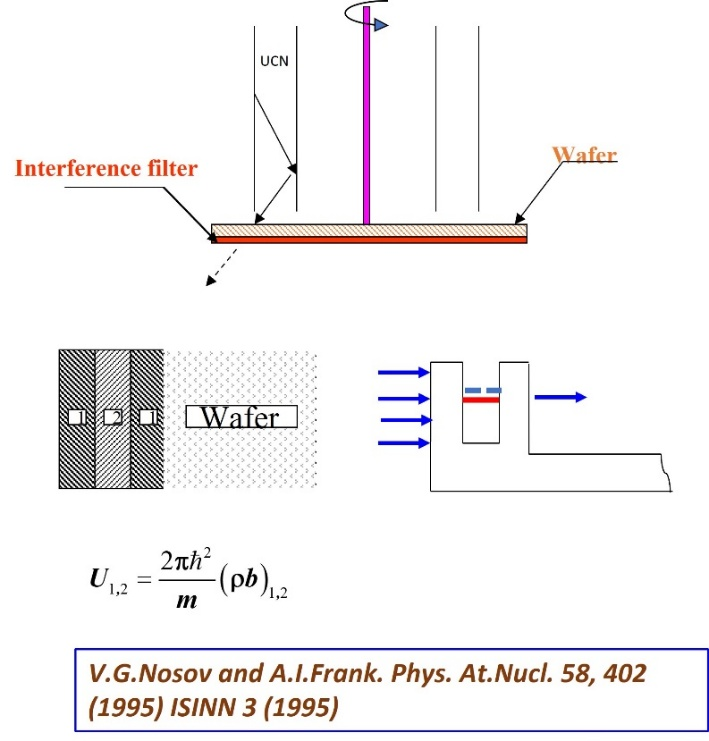 UCN
Wafer
Interference filter
1 2 1 Wafer
U₁,₂ = 2πℏ²/m (ρb)₁,₂
V.G.Nosov and A.I.Frank. Phys. At.Nucl. 58, 402
(1995) ISINN 3 (1995)